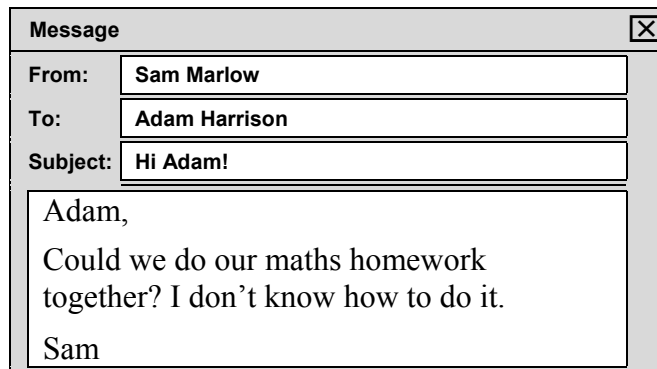 Message
From: Sam Marlow
To: Adam Harrison
Subject: Hi Adam!
Adam,
Could we do our maths homework
together? I don't know how to do it.
Sam